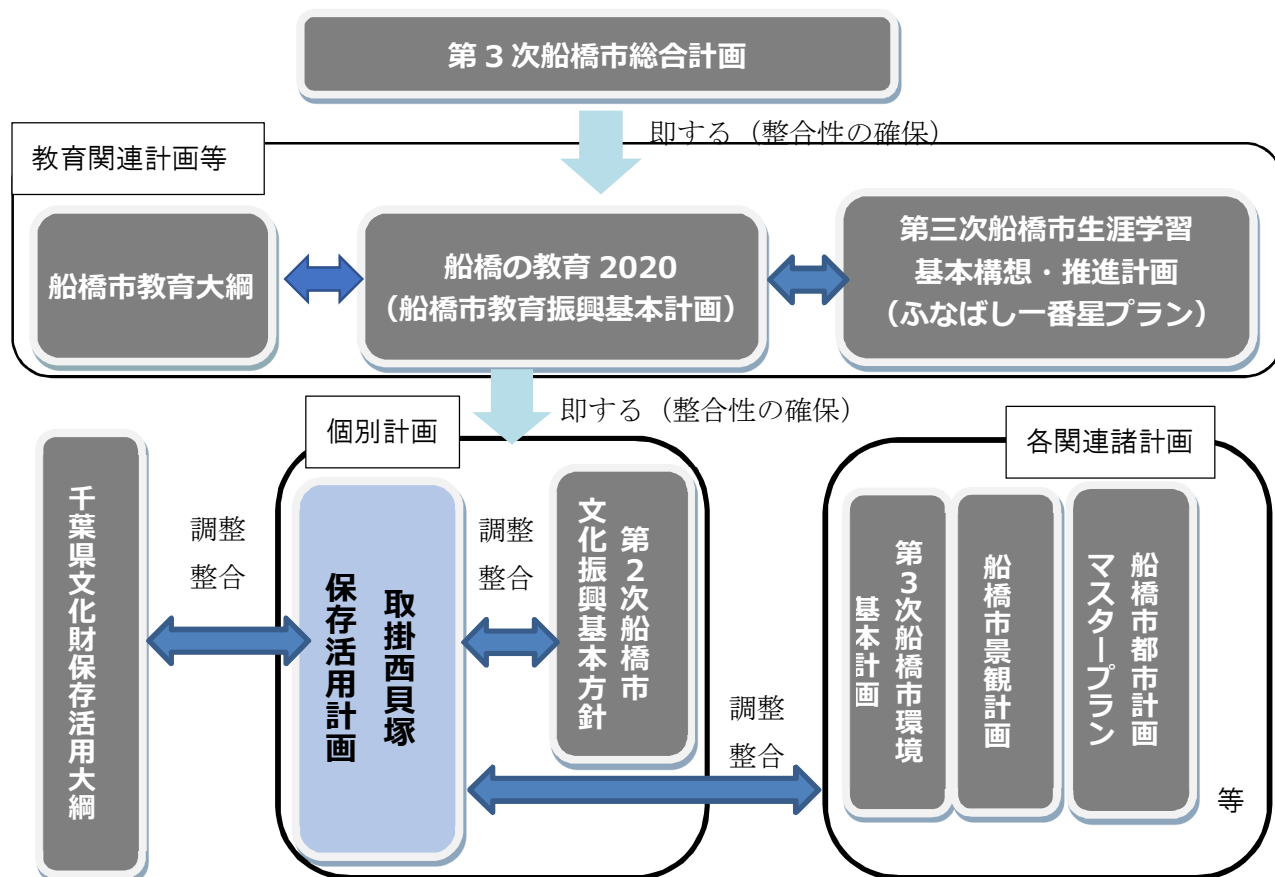 第3次船橋市総合計画
即する（整合性の確保）
教育関連計画等
船橋市教育大綱
船橋の教育2020
（船橋市教育振興基本計画）
第三次船橋市生涯学習
基本構想・推進計画
（ふなばし一番星プラン）
即する（整合性の確保）
個別計画
各関連諸計画
千葉県文化財保存活用大綱
調整
整合
取掛西貝塚
保存活用計画
調整
整合
第2次船橋市
文化振興基本方針
調整
整合
第3次船橋市環境
基本計画
船橋市景観計画
船橋市都市計画
マスタープラン
等